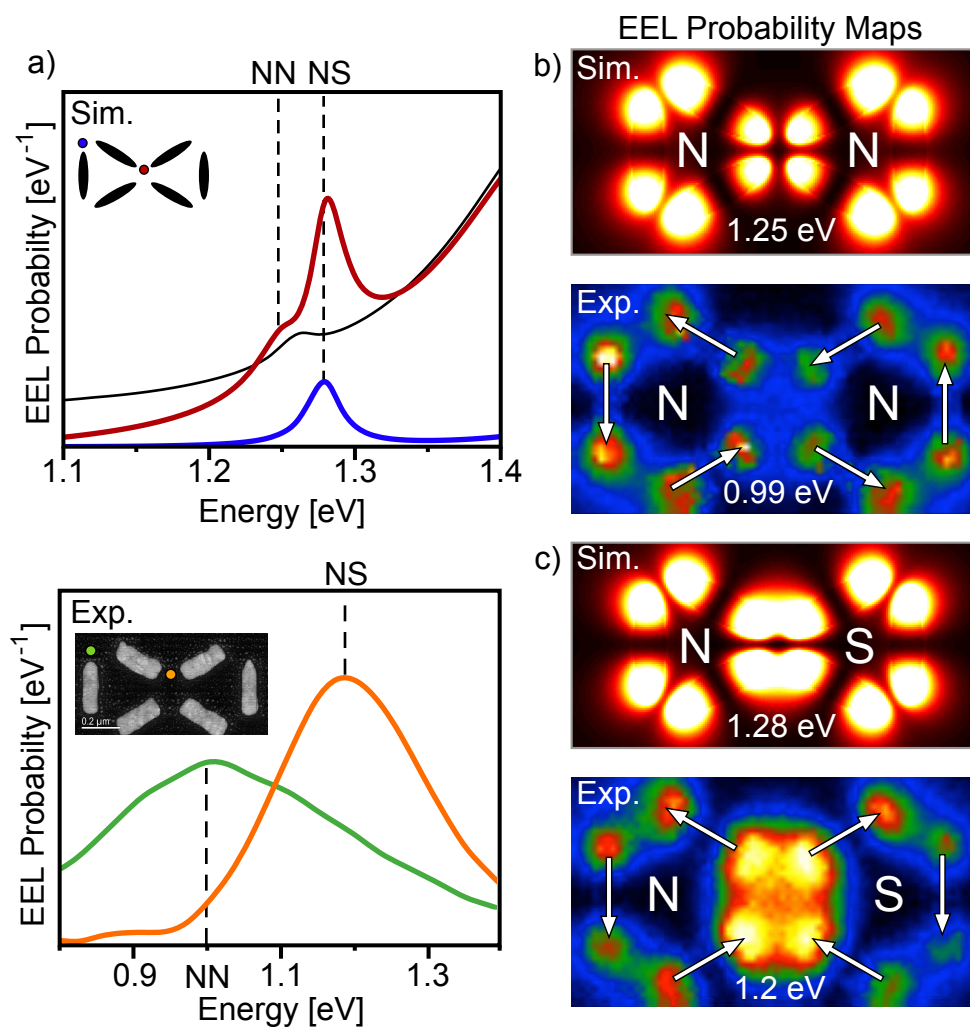 EEL Probability Maps
a)
NN NS
Sim.
EEL Probabilty [eV⁻¹]
1.1 1.2 1.3 1.4
Energy [eV]
NS
Exp.
0.2 µm
EEL Probabilty [eV⁻¹]
0.9 1.1 1.3
NN
Energy [eV]
b)
Sim.
N N
1.25 eV
Exp.
N N
0.99 eV
c)
Sim.
N S
1.28 eV
Exp.
N S
1.2 eV